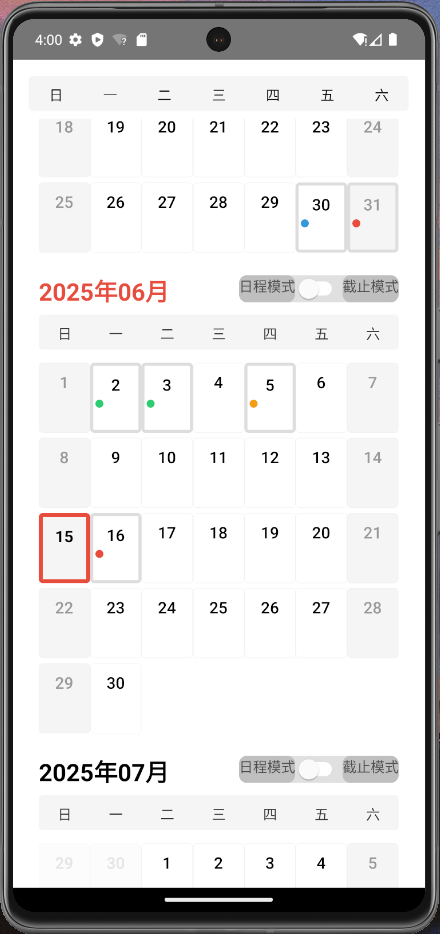 4:00
日 一 二 三 四 五 六
18 19 20 21 22 23 24
25 26 27 28 29 30 31
2025年06月 日程模式 截止模式
日 一 二 三 四 五 六
1 2 3 4 5 6 7
8 9 10 11 12 13 14
15 16 17 18 19 20 21
22 23 24 25 26 27 28
29 30
2025年07月 日程模式 截止模式
日 一 二 三 四 五 六
29 30 1 2 3 4 5